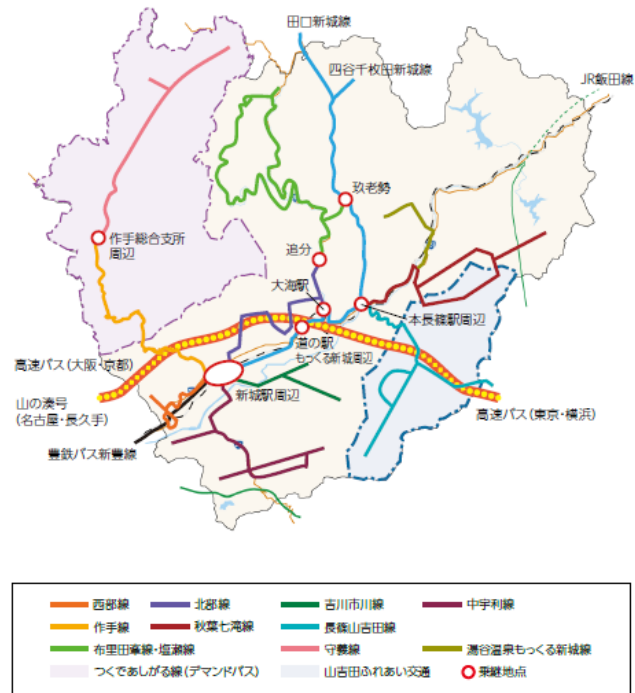 田口新城線
四谷千枚田新城線
JR飯田線
玖老勢
作手総合支所
周辺
追分
大海駅
本長篠駅周辺
道の駅
もっくる新城周辺
高速バス(大阪・京都)
山の湊号
(名古屋・長久手)
新城駅周辺
高速バス(東京・横浜)
豊鉄バス新豊線
西部線 北部線 吉川市川線 中宇利線
作手線 秋葉七滝線 長篠山吉田線
布里田峯線・塩瀬線 守義線 湯谷温泉もっくる新城線
つくであしがる線(デマンドバス) 山吉田ふれあい交通 乗継地点